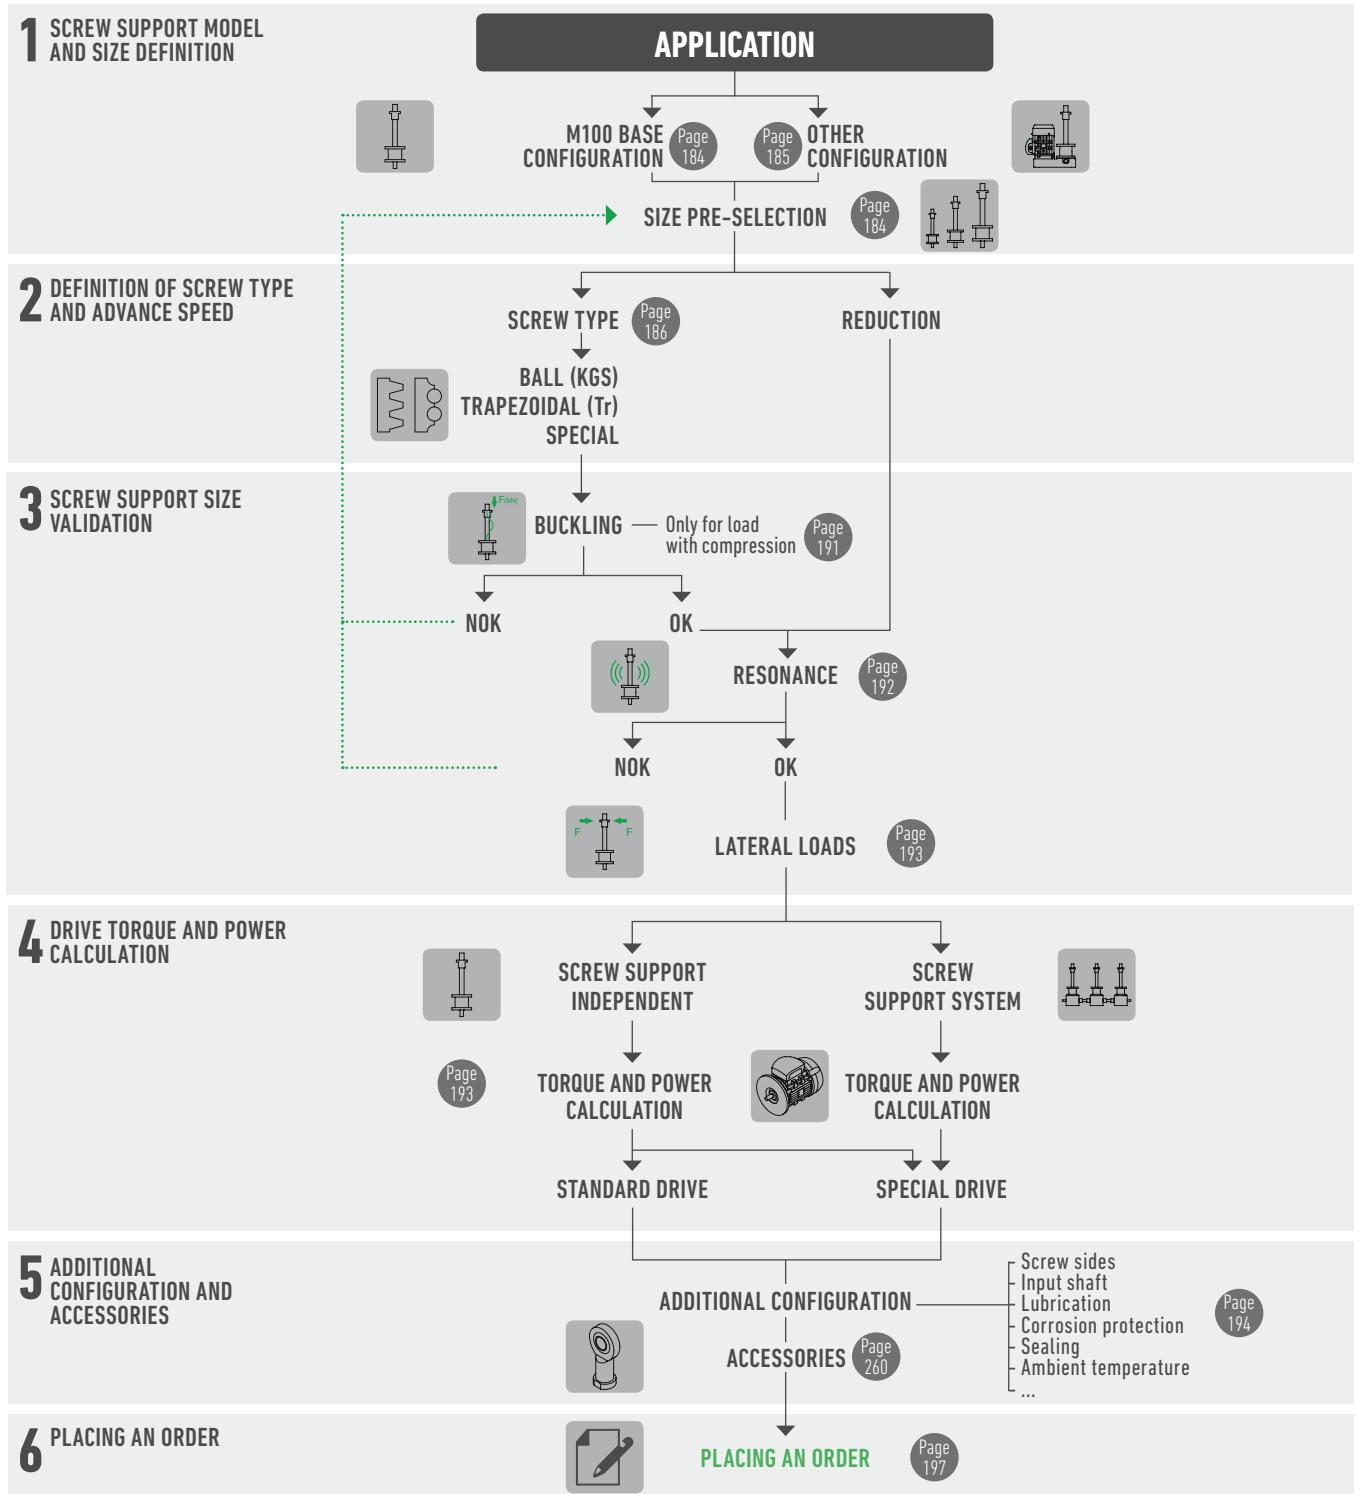 1 SCREW SUPPORT MODEL
AND SIZE DEFINITION
APPLICATION
M100 BASE
CONFIGURATION
Page
184
Page
185
OTHER
CONFIGURATION
SIZE PRE-SELECTION
Page
184
2 DEFINITION OF SCREW TYPE
AND ADVANCE SPEED
SCREW TYPE
Page
186
REDUCTION
BALL (KGS)
TRAPEZOIDAL (Tr)
SPECIAL
3 SCREW SUPPORT SIZE
VALIDATION
F(kN)
BUCKLING
Only for load
with compression
Page
191
NOK
OK
RESONANCE
Page
192
NOK
OK
F
F
LATERAL LOADS
Page
193
4 DRIVE TORQUE AND POWER
CALCULATION
SCREW SUPPORT
INDEPENDENT
SCREW
SUPPORT SYSTEM
Page
193
TORQUE AND POWER
CALCULATION
TORQUE AND POWER
CALCULATION
STANDARD DRIVE
SPECIAL DRIVE
5 ADDITIONAL
CONFIGURATION AND
ACCESSORIES
ADDITIONAL CONFIGURATION
Screw sides
Input shaft
Lubrication
Corrosion protection
Sealing
Ambient temperature
...
Page
194
ACCESSORIES
Page
260
6 PLACING AN ORDER
PLACING AN ORDER
Page
197